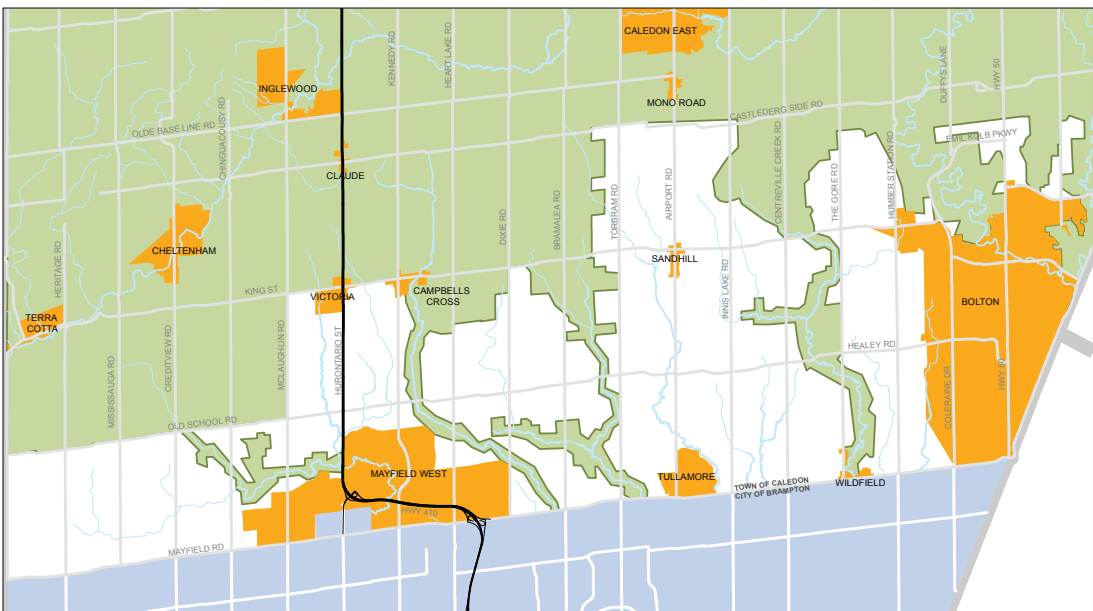 CALEDON EAST
KENNEDY RD
HEART LAKE RD
DUFFY'S LANE
HWY 50
INGLEWOOD
MONO ROAD
CASTLEDERG SIDE RD
OLDE BASE LINE RD
CHINGUACOUSY RD
EMIL KOLB PKWY
CENTREVILLE CREEK RD
THE GORE RD
HUMBER STATION RD
CLAUDE
TORBRAM RD
AIRPORT RD
BRAMALEA RD
DIXIE RD
CHELTENHAM
HERITAGE RD
SANDHILL
INNIS LAKE RD
KING ST
VICTORIA
CAMPBELLS
CROSS
BOLTON
TERRA
COTTA
HURONTARIO ST
MCLAUGHLIN RD
CREDITVIEW RD
MISSISSAUGA RD
HEALEY RD
COLERAINE DR
HWY 50
OLD SCHOOL RD
MAYFIELD WEST
TULLAMORE
WILDFIELD
TOWN OF CALEDON
CITY OF BRAMPTON
HWY 410
MAYFIELD RD